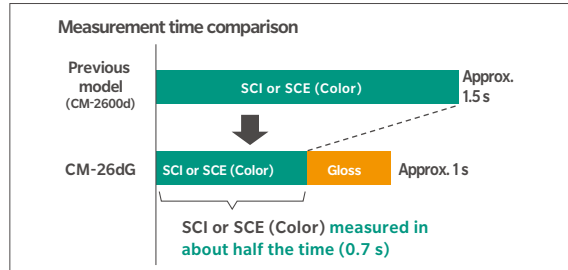 Measurement time comparison
Previous
model
(CM-2600d)
SCI or SCE (Color)
Approx.
1.5 s
CM-26dG
SCI or SCE (Color)
Gloss
Approx. 1 s
SCI or SCE (Color) measured in
about half the time (0.7 s)